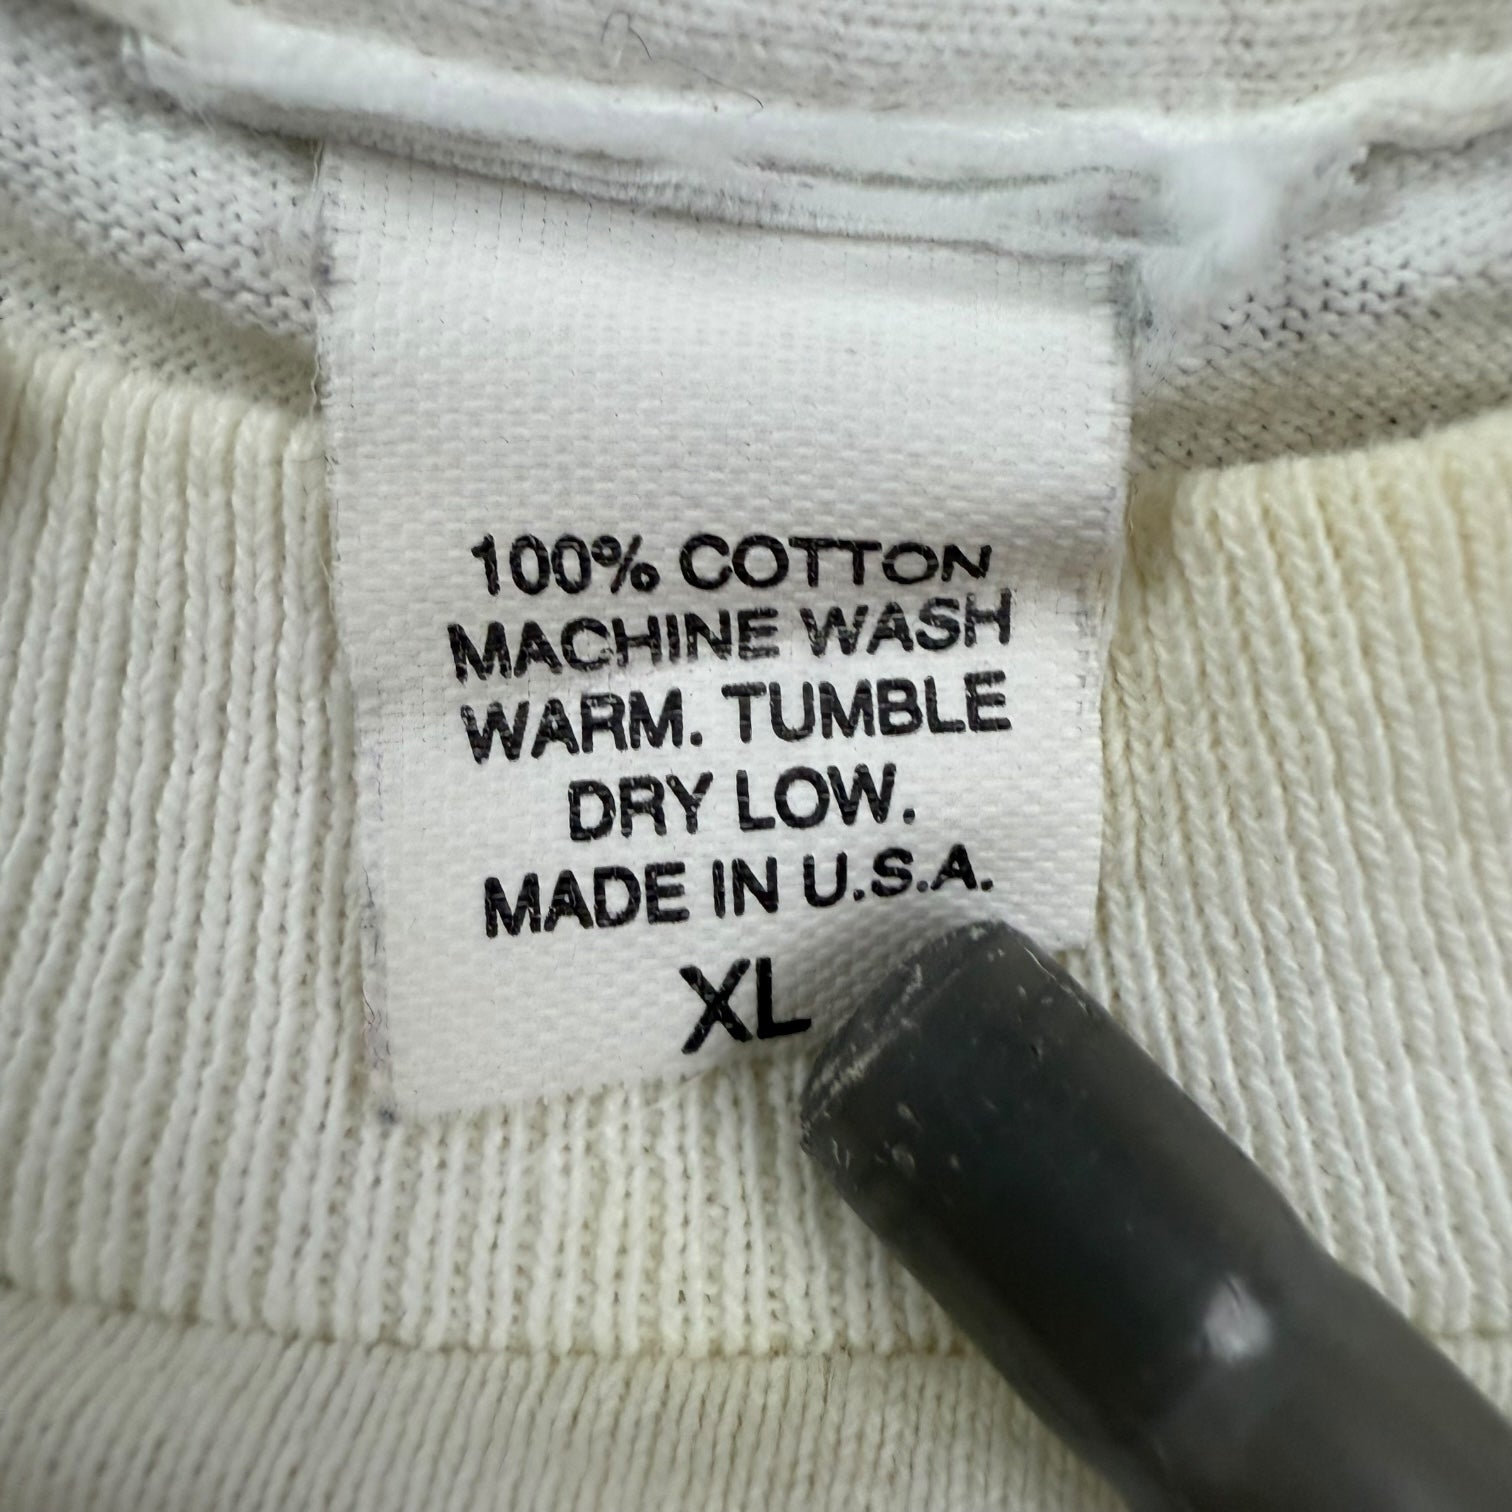 100% COTTON
MACHINE WASH
WARM. TUMBLE
DRY LOW.
MADE IN U.S.A.
XL